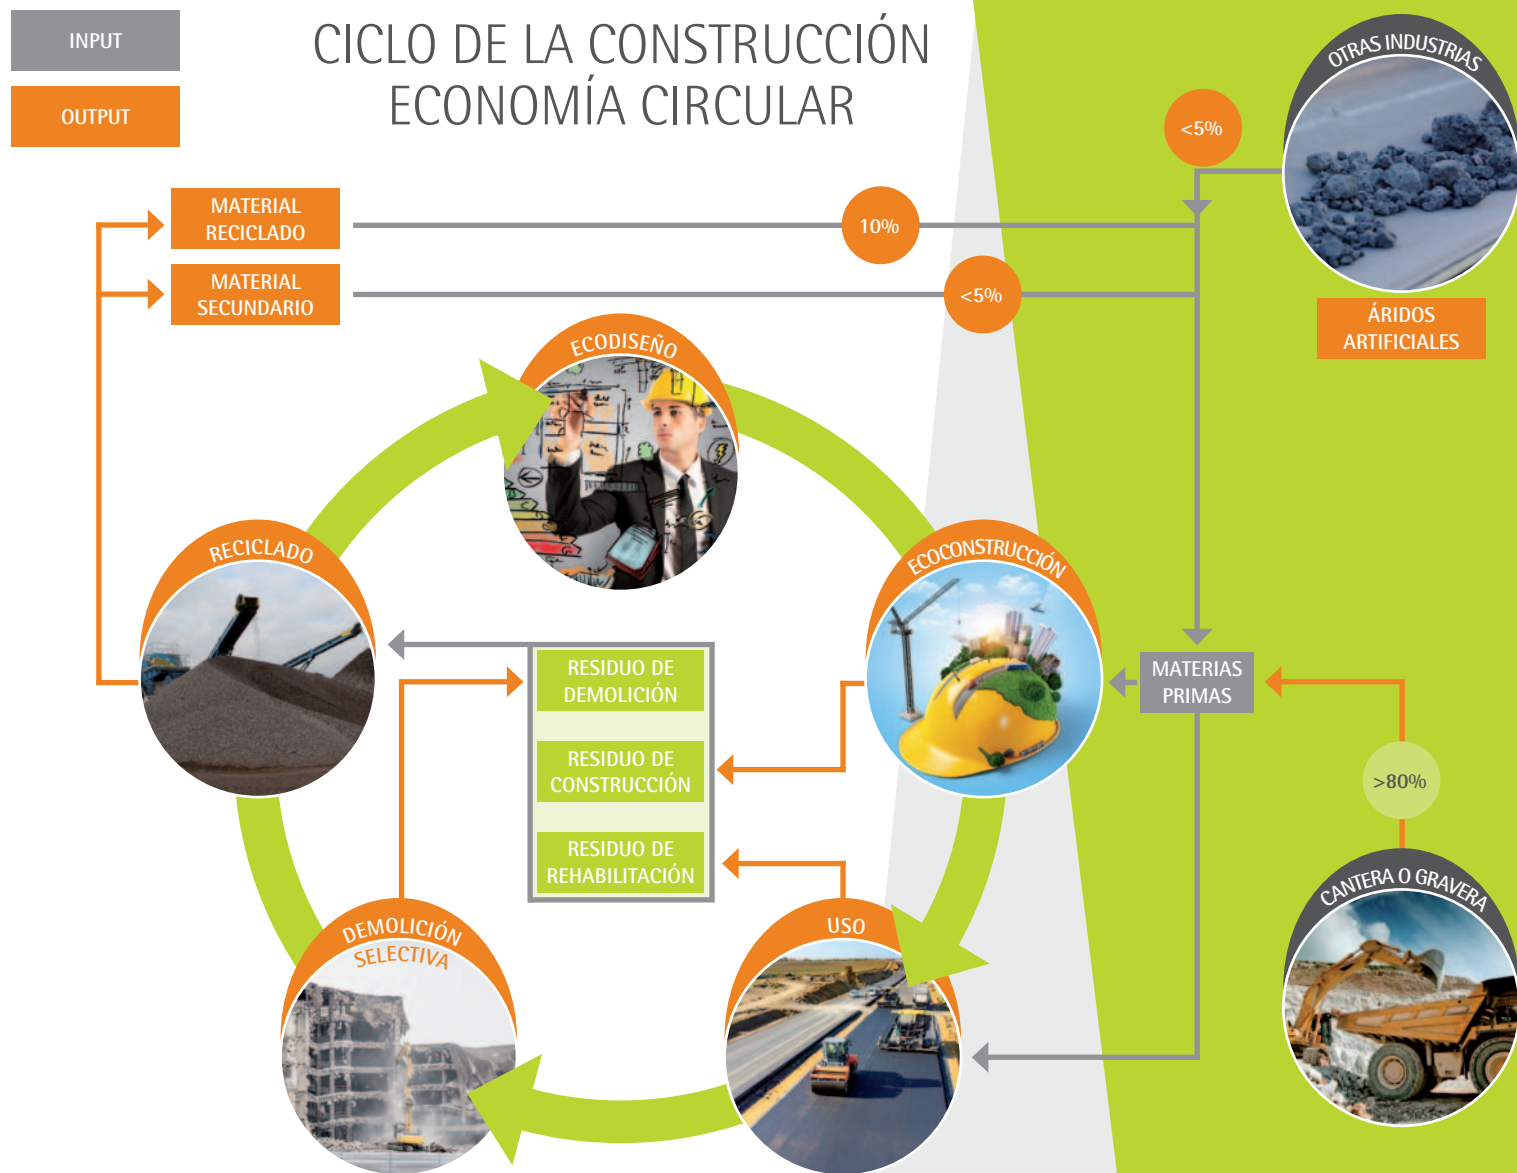 INPUT
OUTPUT
CICLO DE LA CONSTRUCCIÓN
ECONOMÍA CIRCULAR
OTRAS INDUSTRIAS
<5%
MATERIAL
RECICLADO
10%
MATERIAL
SECUNDARIO
<5%
ÁRIDOS
ARTIFICIALES
ECODISEÑO
RECICLADO
ECOCONSTRUCCIÓN
RESIDUO DE
DEMOLICIÓN
MATERIAS
PRIMAS
RESIDUO DE
CONSTRUCCIÓN
>80%
RESIDUO DE
REHABILITACIÓN
CANTERA O GRAVERA
DEMOLICIÓN
SELECTIVA
USO